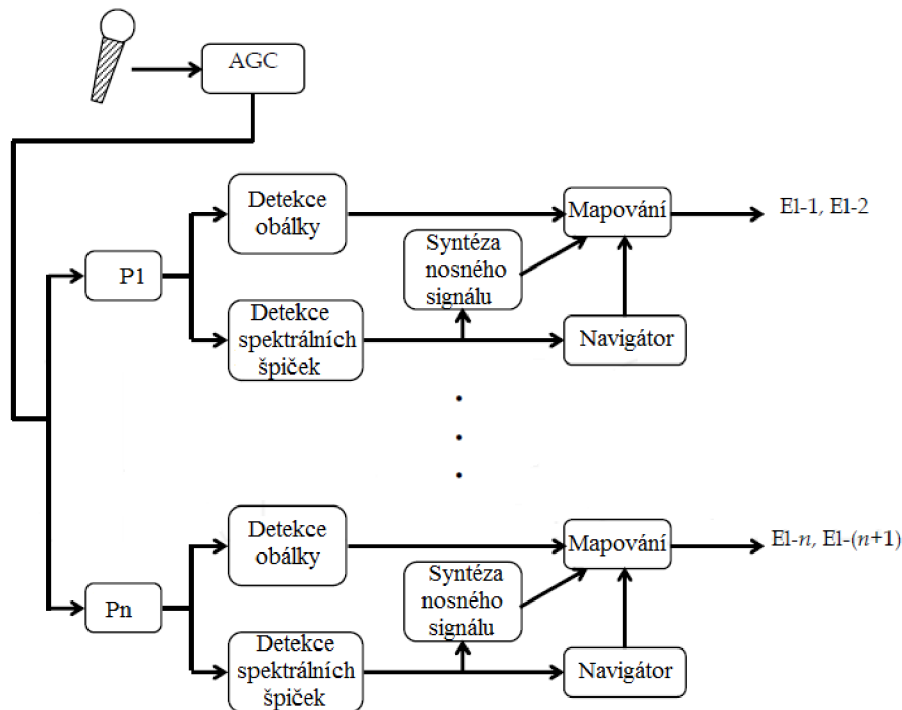 AGC
Detekce
obálky
Mapování
El-1, El-2
Syntéza
nosného
signálu
P1
Detekce
spektrálních
špiček
Navigátor
Detekce
obálky
Mapování
El-n, El-(n+1)
Syntéza
nosného
signálu
Pn
Detekce
spektrálních
špiček
Navigátor